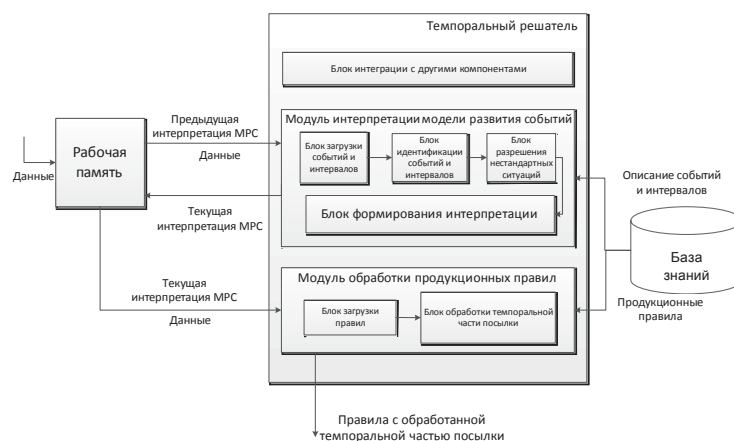 Темпоральный решатель
Блок интеграции с другими компонентами
Предыдущая
интерпретация МРС
Данные
Модуль интерпретации модели развития событий
Блок загрузки
событий и
интервалов
Блок
идентификации
событий и
интервалов
Блок
разрешения
нестандартных
ситуаций
Блок формирования интерпретации
Рабочая
память
Данные
Текущая
интерпретация МРС
Описание событий
и интервалов
База
знаний
Продукционные
правила
Текущая
интерпретация МРС
Данные
Модуль обработки продукционных правил
Блок загрузки
правил
Блок обработки темпоральной
части посылки
Правила с обработанной
темпоральной частью посылки